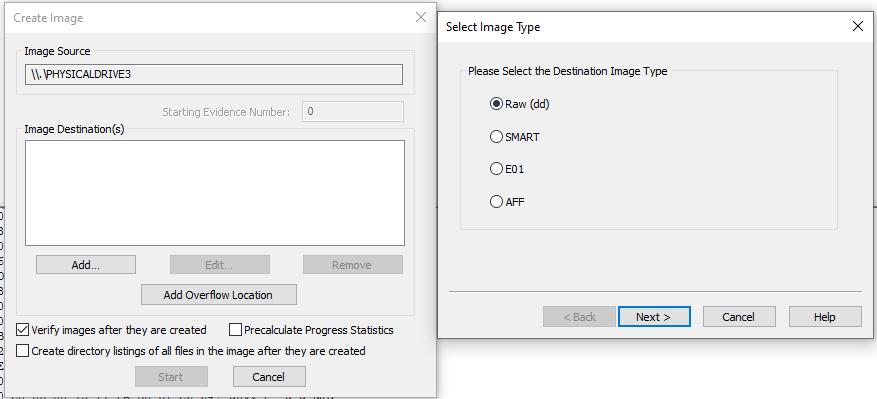 Create Image
Image Source
\\.\PHYSICALDRIVE3
Starting Evidence Number: 0
Image Destination(s)
Add... Edit... Remove
Add Overflow Location
Verify images after they are created Precalculate Progress Statistics
Create directory listings of all files in the image after they are created
Start Cancel
Select Image Type
Please Select the Destination Image Type
Raw (dd)
SMART
E01
AFF
< Back Next > Cancel Help